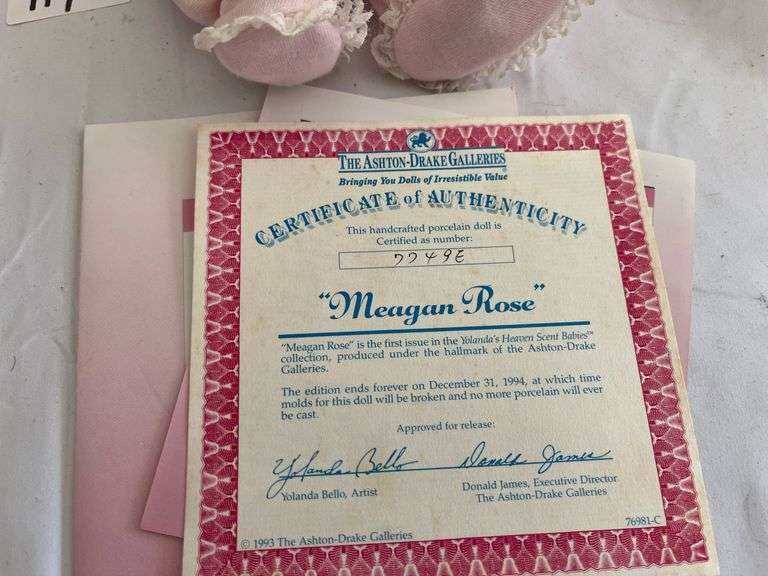 THE ASHTON-DRAKE GALLERIES
Bringing You Dolls of Irresistible Value
CERTIFICATE of AUTHENTICITY
This handcrafted porcelain doll is
Certified as number:
7749E
"Meagan Rose"
"Meagan Rose" is the first issue in the Yolanda's Heaven Scent Babies™
collection, produced under the hallmark of the Ashton-Drake
Galleries.
The edition ends forever on December 31, 1994, at which time
molds for this doll will be broken and no more porcelain will ever
be cast.
Approved for release:
Yolanda Bello Donald James
Yolanda Bello, Artist
Donald James, Executive Director
The Ashton-Drake Galleries
© 1993 The Ashton-Drake Galleries
76981-C